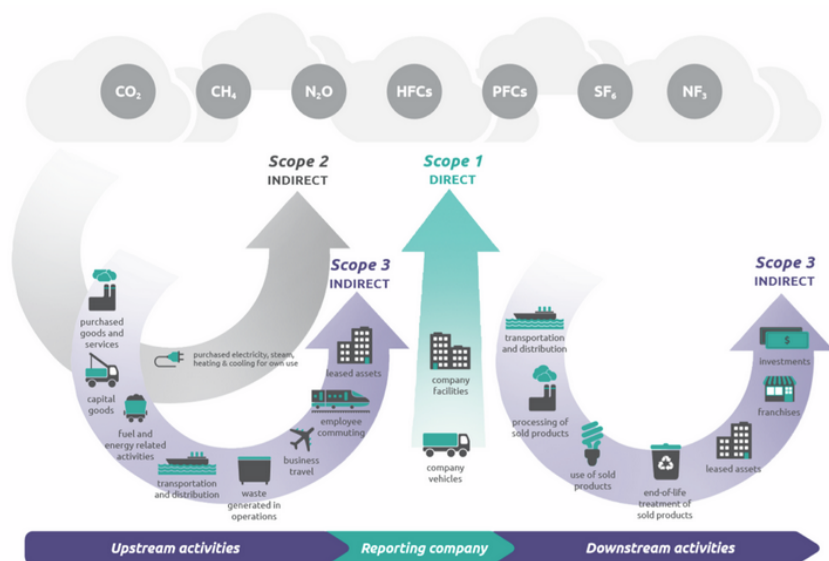 CO₂
CH₄
N₂O
HFCs
PFCs
SF₆
NF₃
Scope 2
INDIRECT
Scope 1
DIRECT
Scope 3
INDIRECT
Scope 3
INDIRECT
purchased
goods and
services
capital
goods
fuel and
energy related
activities
transportation
and distribution
waste
generated in
operations
business
travel
employee
commuting
leased assets
purchased electricity, steam,
heating & cooling for own use
company
facilities
company
vehicles
transportation
and distribution
processing of
sold products
use of sold
products
end-of-life
treatment of
sold products
leased assets
franchises
investments
$
Upstream activities
Reporting company
Downstream activities